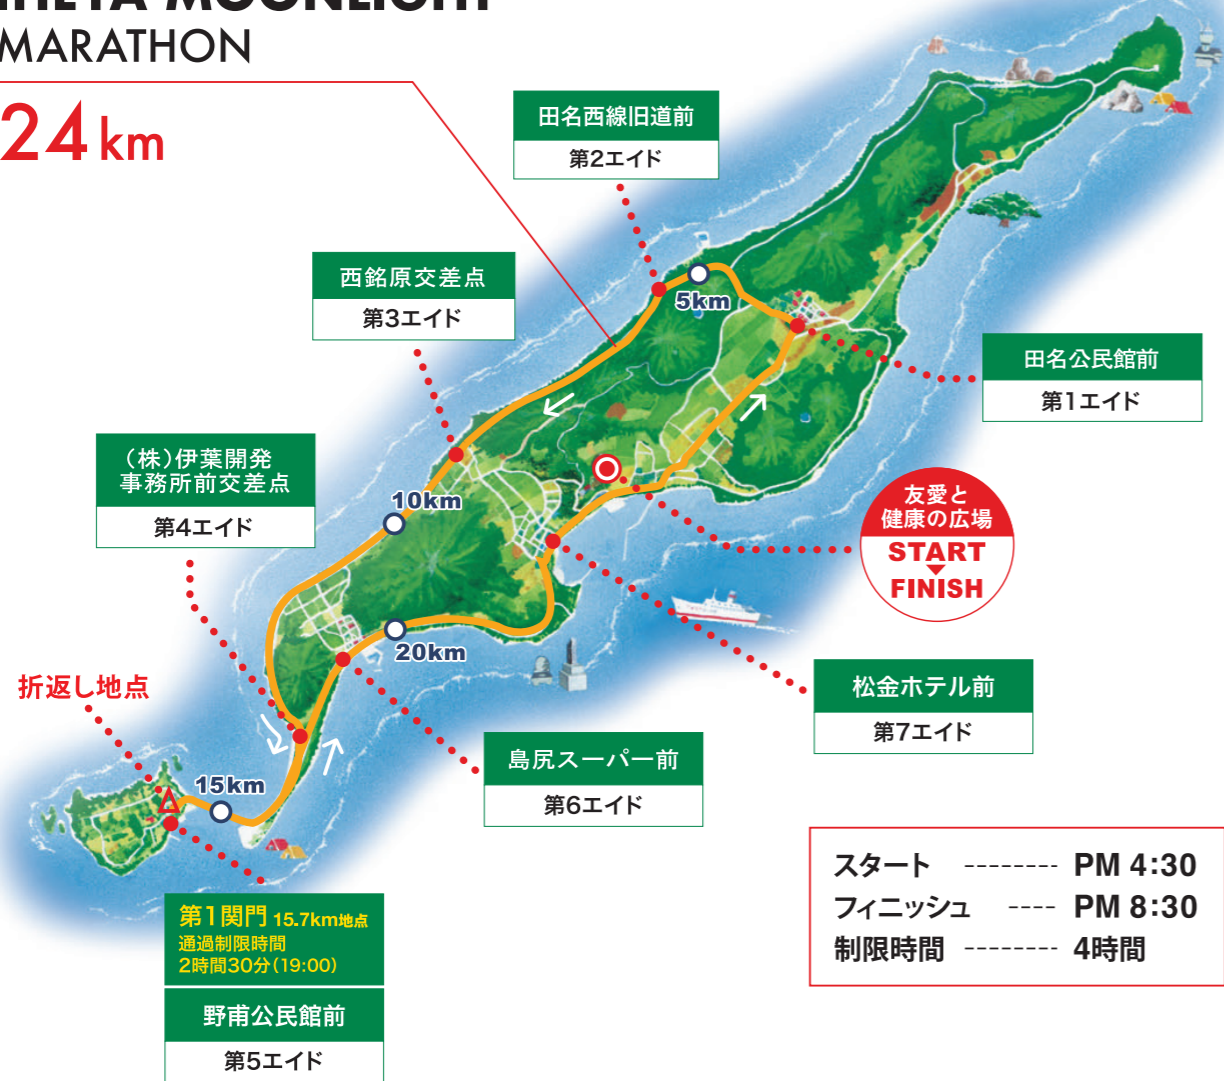 MARATHON
24 km
田名西線旧道前
第2エイド
西銘原交差点
第3エイド
5km
田名公民館前
第1エイド
(株)伊葉開発
事務所前交差点
第4エイド
10km
友愛と
健康の広場
START
FINISH
20km
折返し地点
松金ホテル前
第7エイド
15km
島尻スーパー前
第6エイド
第1関門 15.7km地点
通過制限時間
2時間30分(19:00)
野甫公民館前
第5エイド
スタート -------- PM 4:30
フィニッシュ ---- PM 8:30
制限時間 -------- 4時間